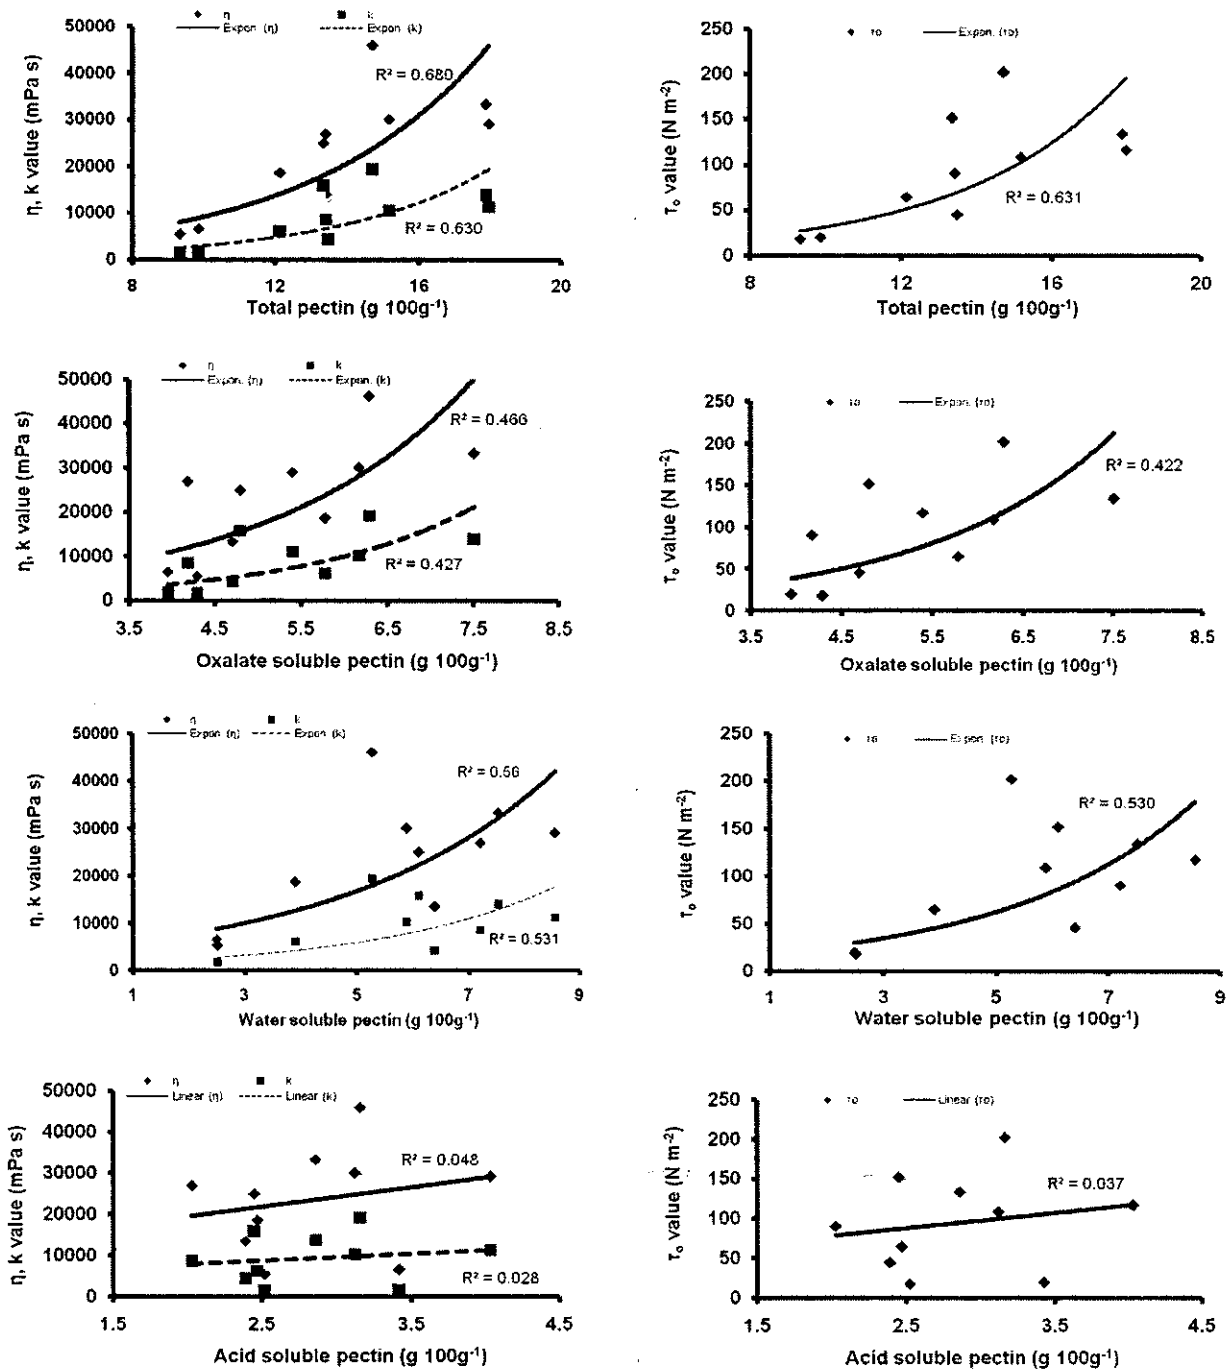 η k
Expon. (η) Expon. (k)
50000
40000
30000
20000
10000
0
η, k value (mPa s)
R² = 0.680
R² = 0.630
8 12 16 20
Total pectin (g 100g⁻¹)
τo Expon. (τo)
250
200
150
100
50
0
τₒ value (N m⁻²)
R² = 0.631
8 12 16 20
Total pectin (g 100g⁻¹)
η k
Expon. (η) Expon. (k)
50000
40000
30000
20000
10000
0
η, k value (mPa s)
R² = 0.466
R² = 0.427
3.5 4.5 5.5 6.5 7.5 8.5
Oxalate soluble pectin (g 100g⁻¹)
τo Expon. (τo)
250
200
150
100
50
0
τₒ value (N m⁻²)
R² = 0.422
3.5 4.5 5.5 6.5 7.5 8.5
Oxalate soluble pectin (g 100g⁻¹)
η k
Expon. (η) Expon. (k)
50000
40000
30000
20000
10000
0
η, k value (mPa s)
R² = 0.56
R² = 0.531
1 3 5 7 9
Water soluble pectin (g 100g⁻¹)
τo Expon. (τo)
250
200
150
100
50
0
τₒ value (N m⁻²)
R² = 0.530
1 3 5 7 9
Water soluble pectin (g 100g⁻¹)
η k
Linear (η) Linear (k)
50000
40000
30000
20000
10000
0
η, k value (mPa s)
R² = 0.048
R² = 0.028
1.5 2.5 3.5 4.5
Acid soluble pectin (g 100g⁻¹)
τo Linear (τo)
250
200
150
100
50
0
τₒ value (N m⁻²)
R² = 0.037
1.5 2.5 3.5 4.5
Acid soluble pectin (g 100g⁻¹)